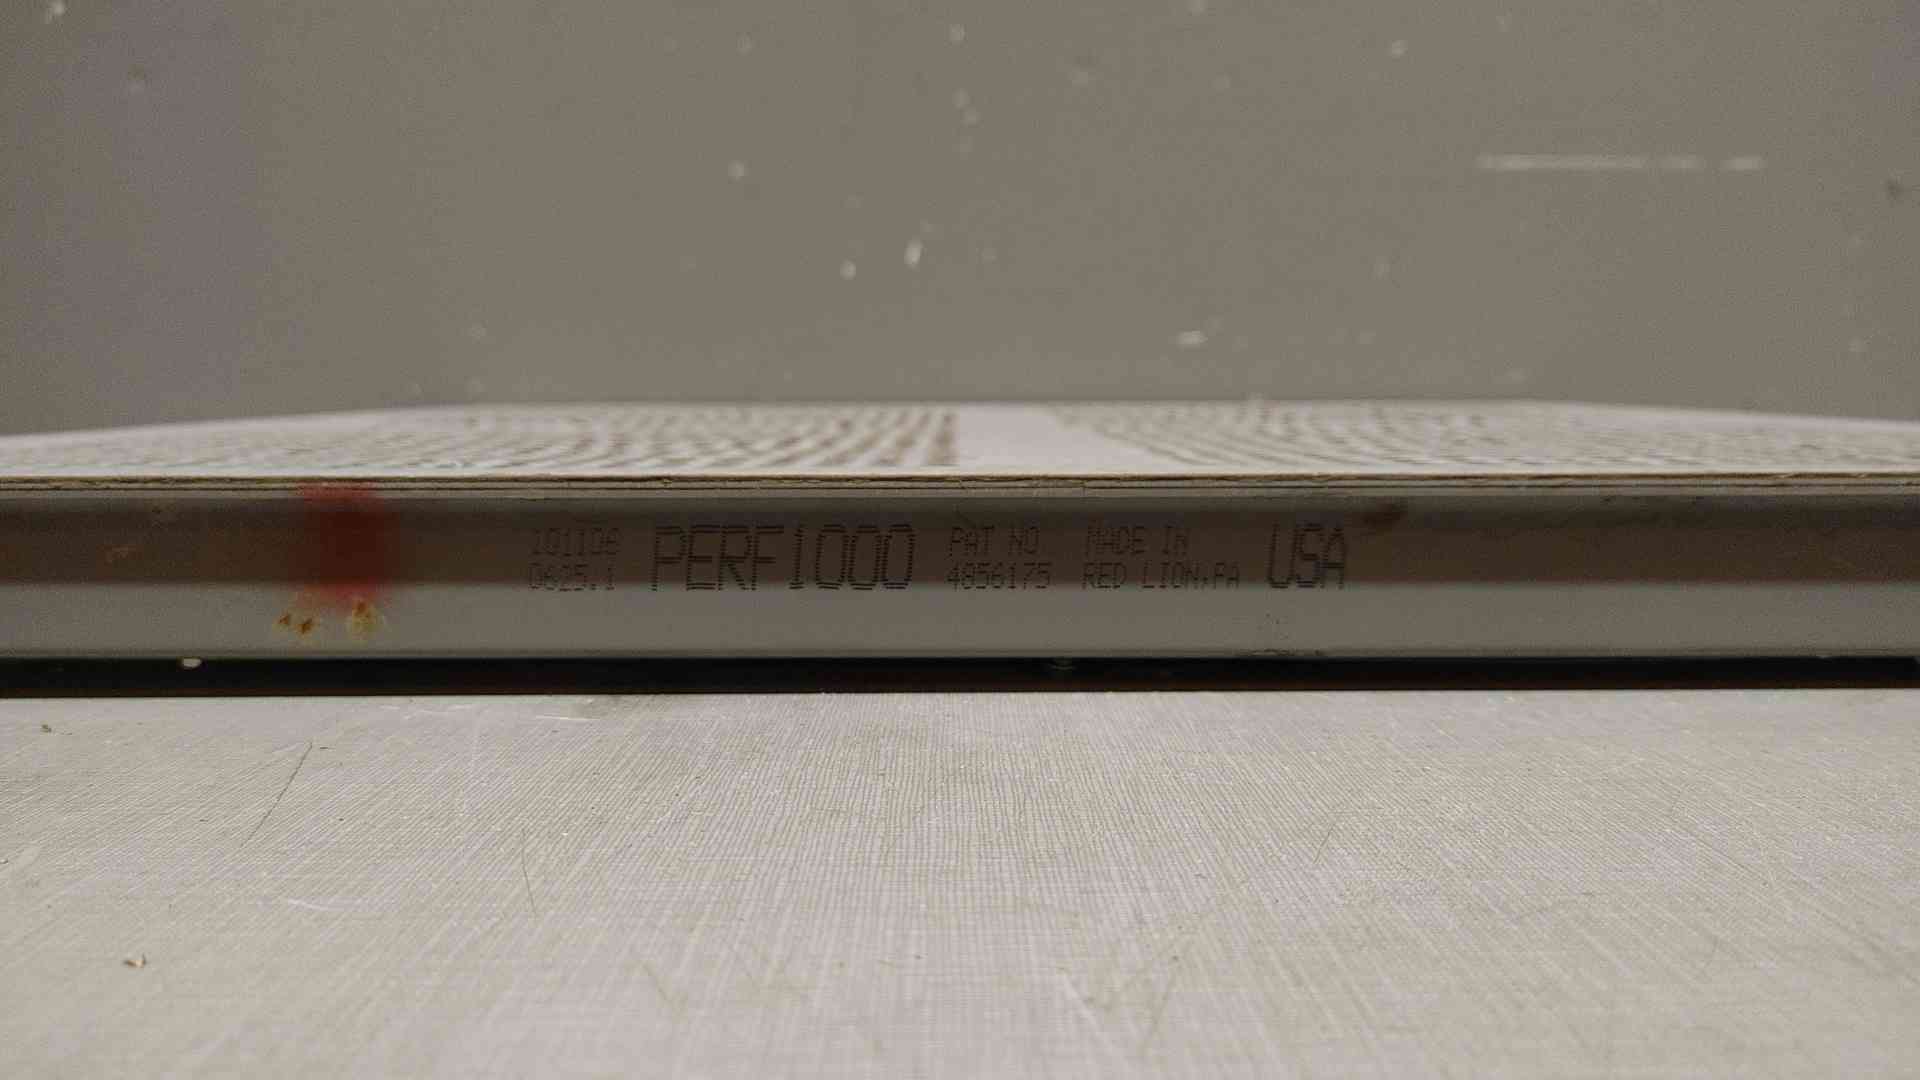 101106 PERF1000 PAT NO. MADE IN USA
0625.1 4856175 RED LION,PA